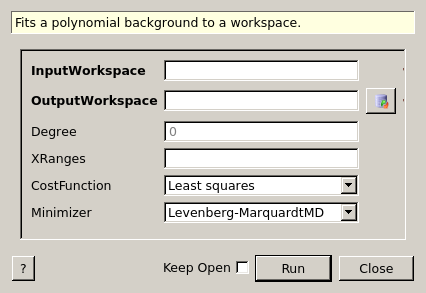 Fits a polynomial background to a workspace.
InputWorkspace
OutputWorkspace
Degree 0
XRanges
CostFunction Least squares
Minimizer Levenberg-MarquardtMD
? Keep Open Run Close